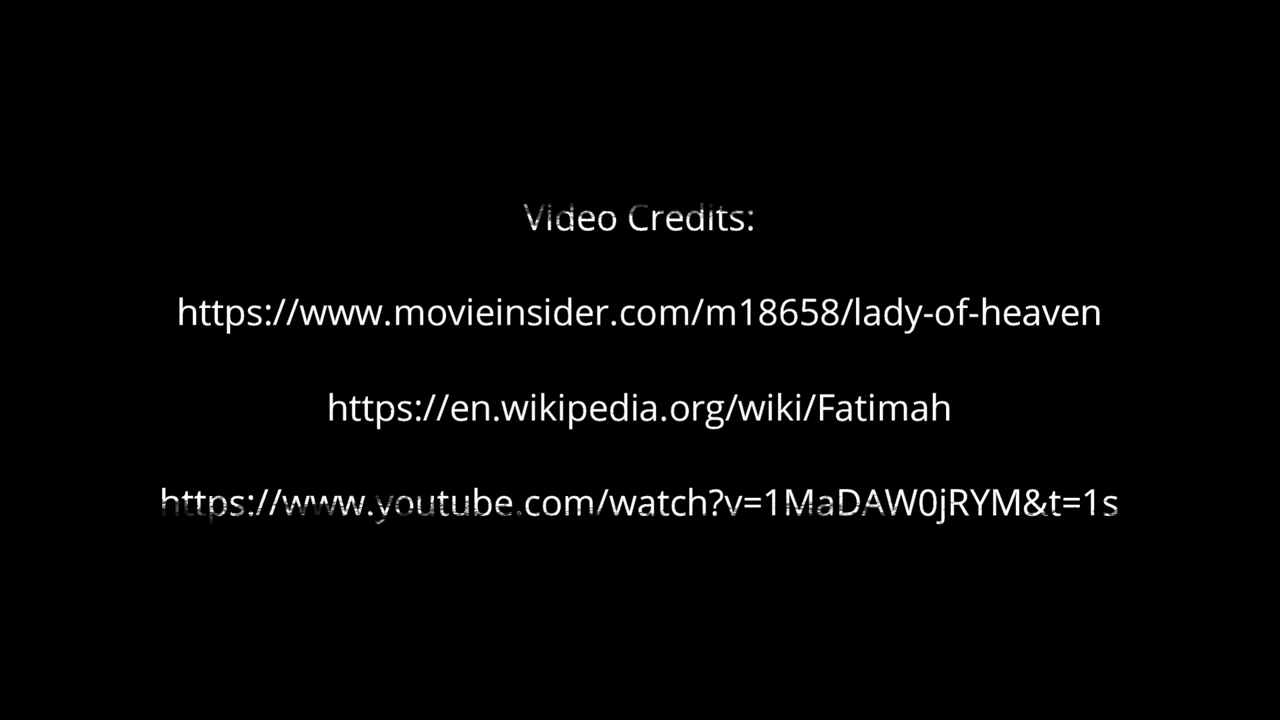 Video Credits:
https://www.movieinsider.com/m18658/lady-of-heaven
https://en.wikipedia.org/wiki/Fatimah
https://www.youtube.com/watch?v=1MaDAW0jRYM&t=1s